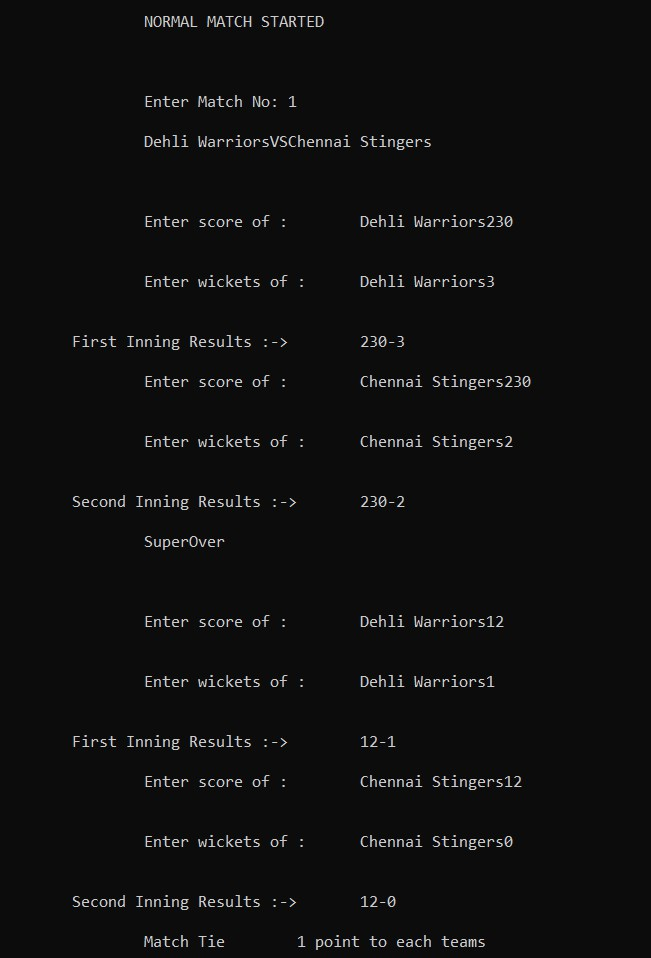 NORMAL MATCH STARTED
Enter Match No: 1
Dehli WarriorsVSChennai Stingers
Enter score of : Dehli Warriors230
Enter wickets of : Dehli Warriors3
First Inning Results :-> 230-3
Enter score of : Chennai Stingers230
Enter wickets of : Chennai Stingers2
Second Inning Results :-> 230-2
SuperOver
Enter score of : Dehli Warriors12
Enter wickets of : Dehli Warriors1
First Inning Results :-> 12-1
Enter score of : Chennai Stingers12
Enter wickets of : Chennai Stingers0
Second Inning Results :-> 12-0
Match Tie 1 point to each teams